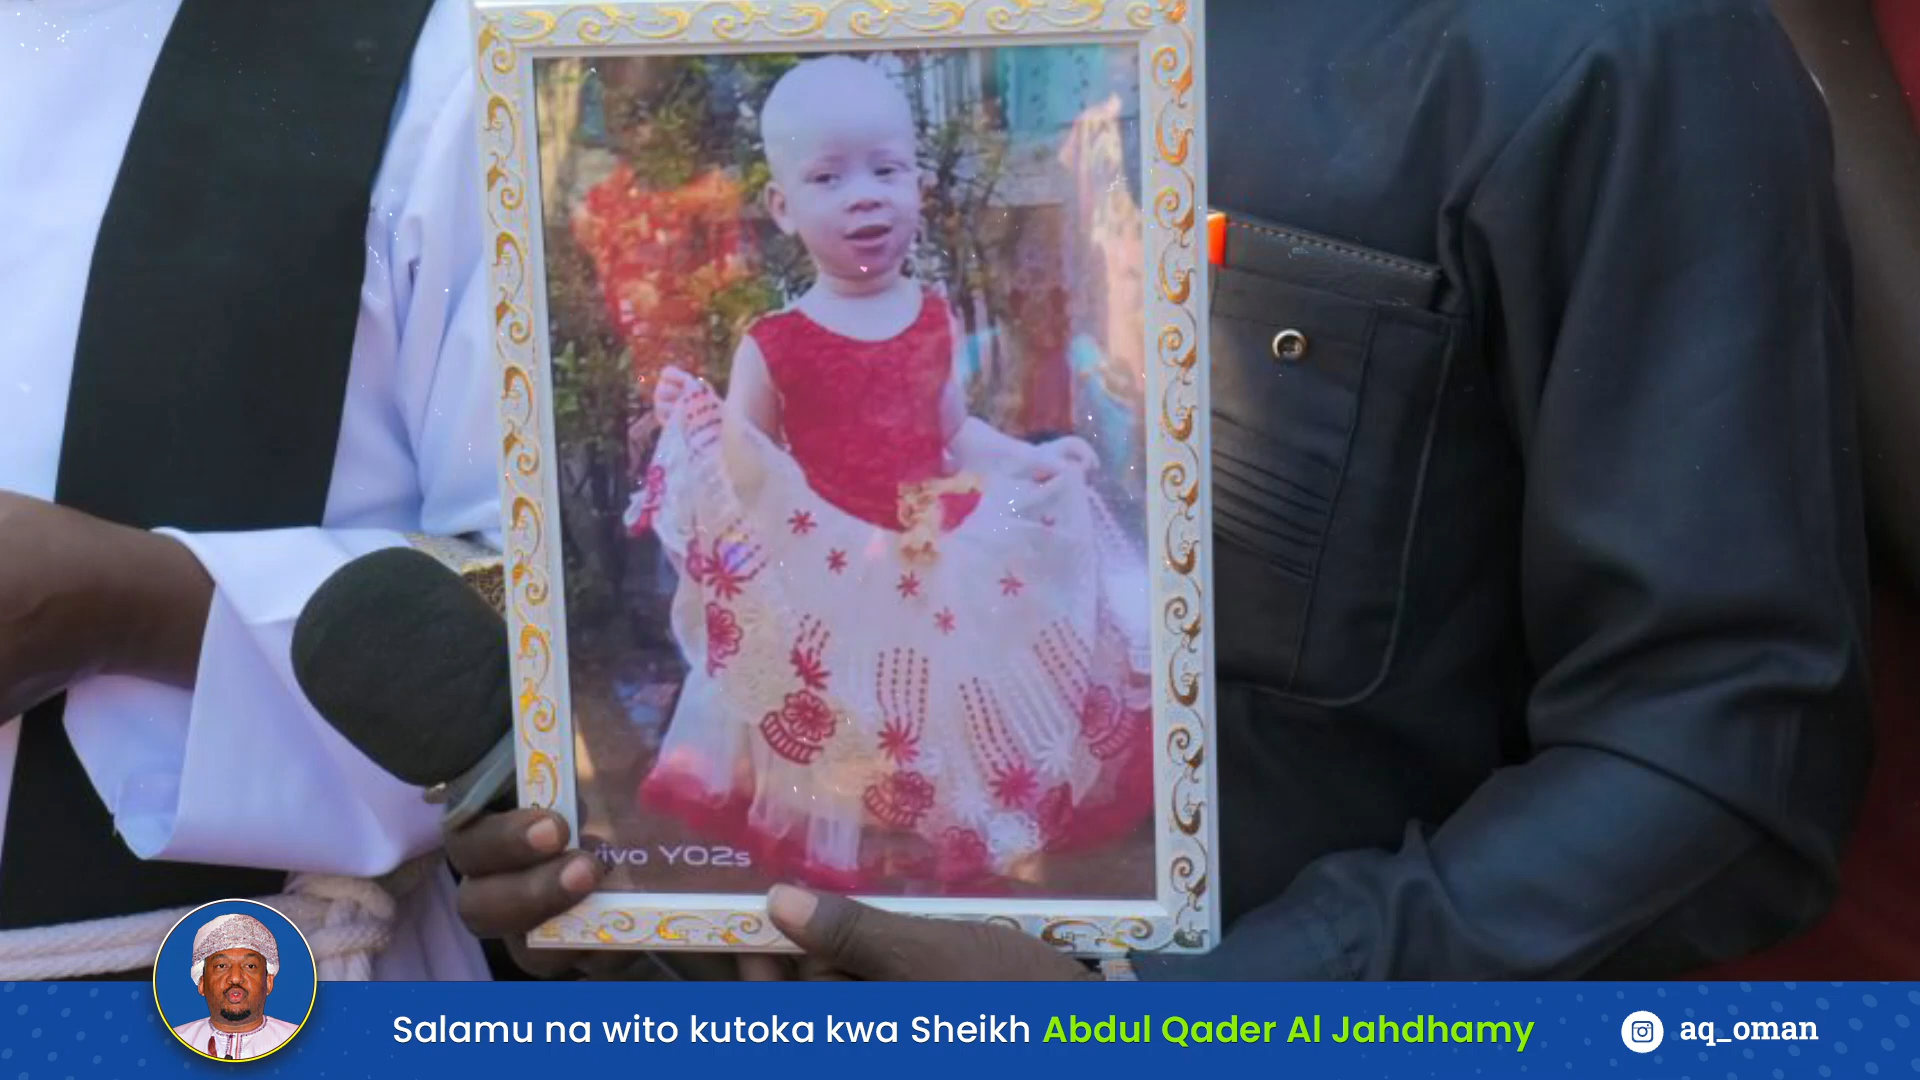 vivo Y02s
Salamu na wito kutoka kwa Sheikh Abdul Qader Al Jahdhamy
aq_oman